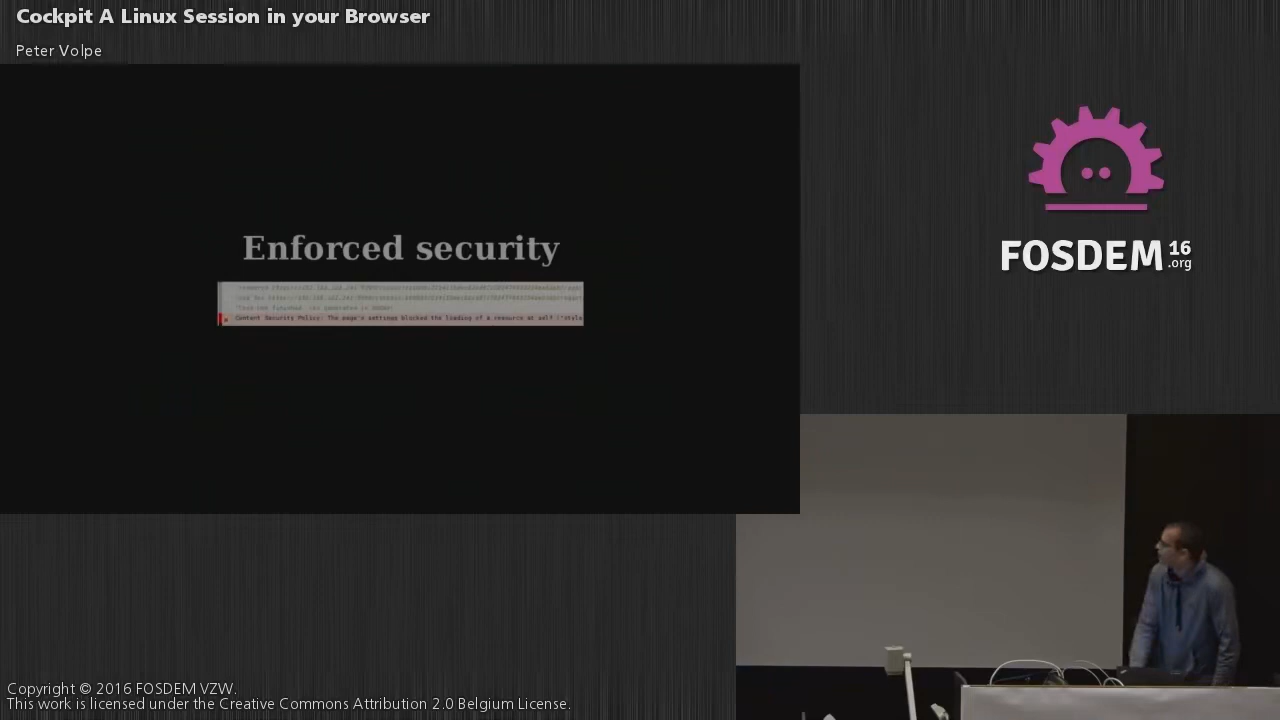 Cockpit A Linux Session in your Browser
Peter Volpe
FOSDEM 16
.org
Enforced security
Content Security Policy: The page's settings blocked the loading of a resource at self
Copyright © 2016 FOSDEM VZW.
This work is licensed under the Creative Commons Attribution 2.0 Belgium License.